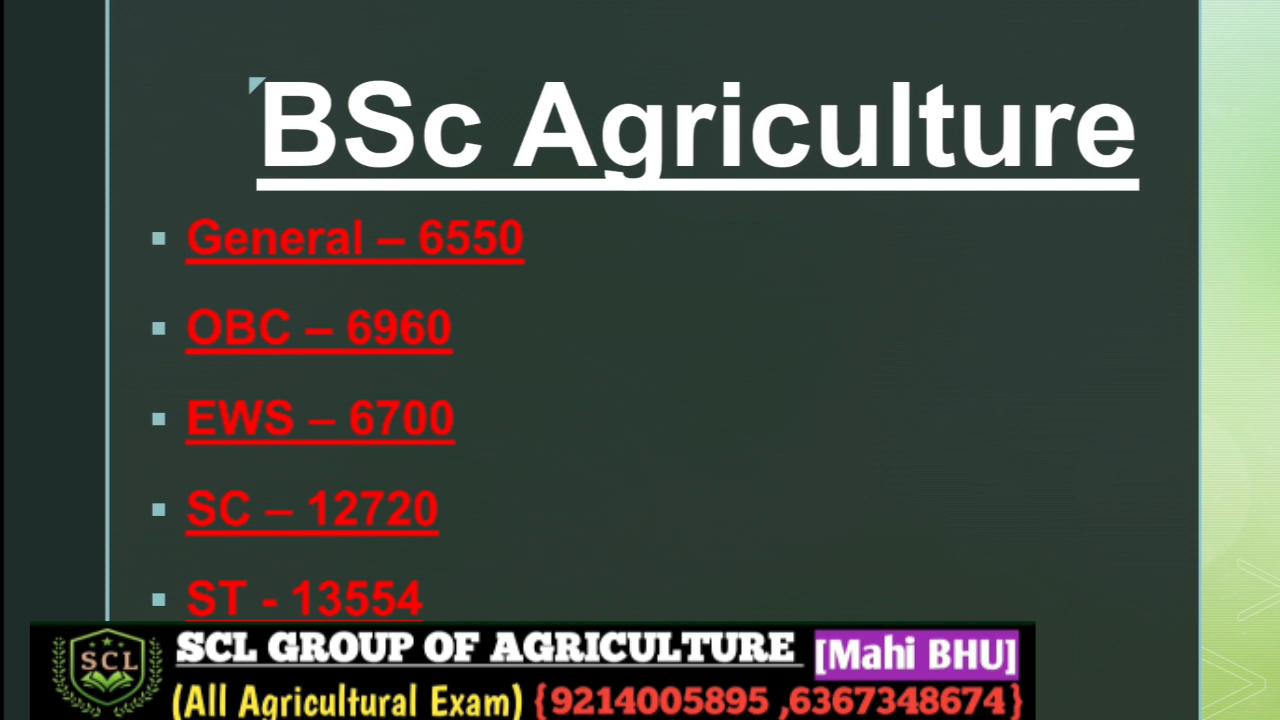 BSc Agriculture
General – 6550
OBC – 6960
EWS – 6700
SC – 12720
ST - 13554
SCL GROUP OF AGRICULTURE [Mahi BHU]
SCL
(All Agricultural Exam) {9214005895 ,6367348674}